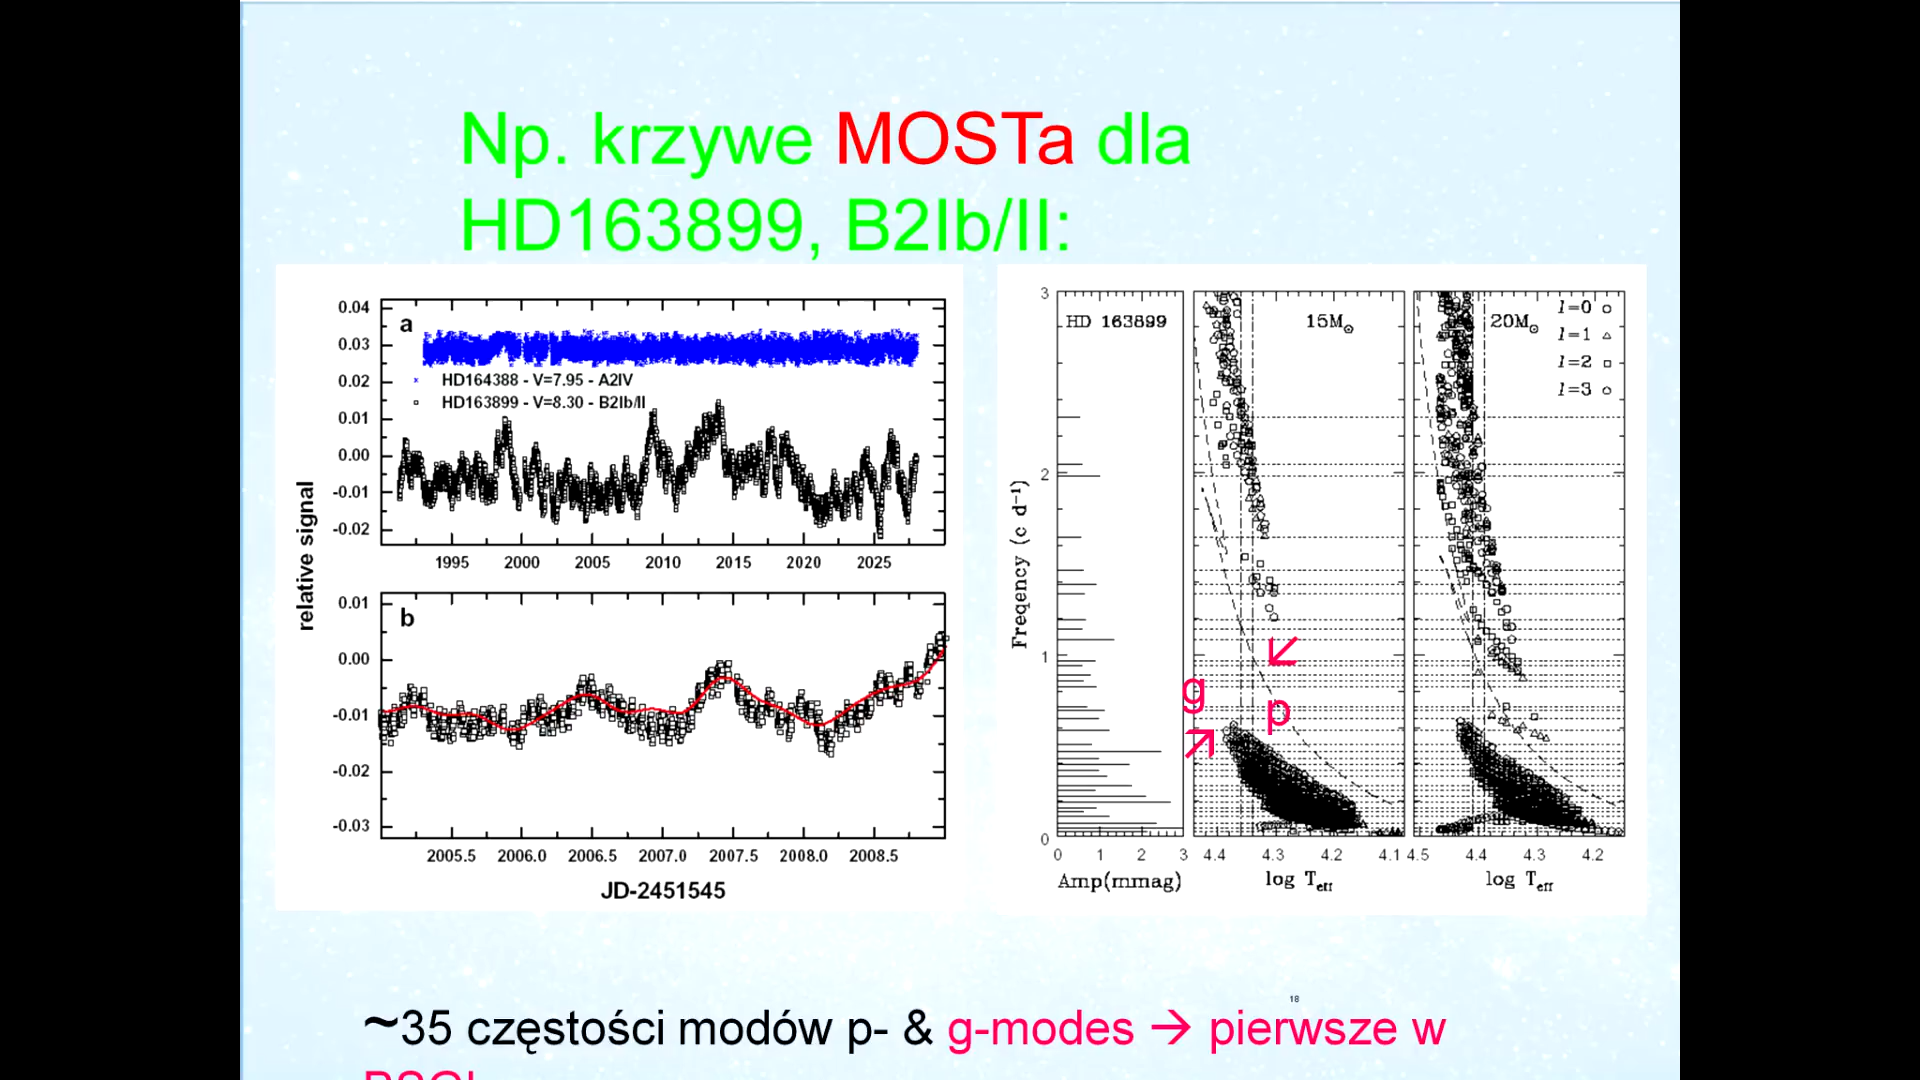 Np. krzywe MOSTa dla
HD163899, B2Ib/II:
a
HD164388 - V=7.95 - A2IV
HD163899 - V=8.30 - B2Ib/II
0.04
0.03
0.02
0.01
0.00
-0.01
-0.02
1995 2000 2005 2010 2015 2020 2025
relative signal
b
0.01
0.00
-0.01
-0.02
-0.03
2005.5 2006.0 2006.5 2007.0 2007.5 2008.0 2008.5
JD-2451545
HD 163899
15M⊙
20M⊙
l=0
l=1
l=2
l=3
Freqency (c d⁻¹)
3
2
1
0
g
p
0 1 2 3
4.4 4.3 4.2 4.1
4.5 4.4 4.3 4.2
Amp(mmag)
log Teff
log Teff
18
~35 częstości modów p- & g-modes → pierwsze w